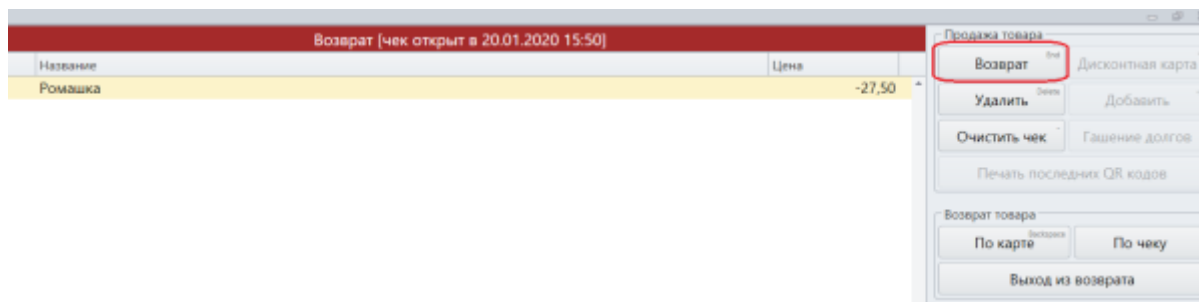 Возврат [чек открыт в 20.01.2020 15:50]
Название Цена
Ромашка -27,50
Продажа товара
Возврат End Дисконтная карта
Удалить Delete Добавить
Очистить чек Гашение долгов
Печать последних QR кодов
Возврат товара
По карте Backspace По чеку
Выход из возврата